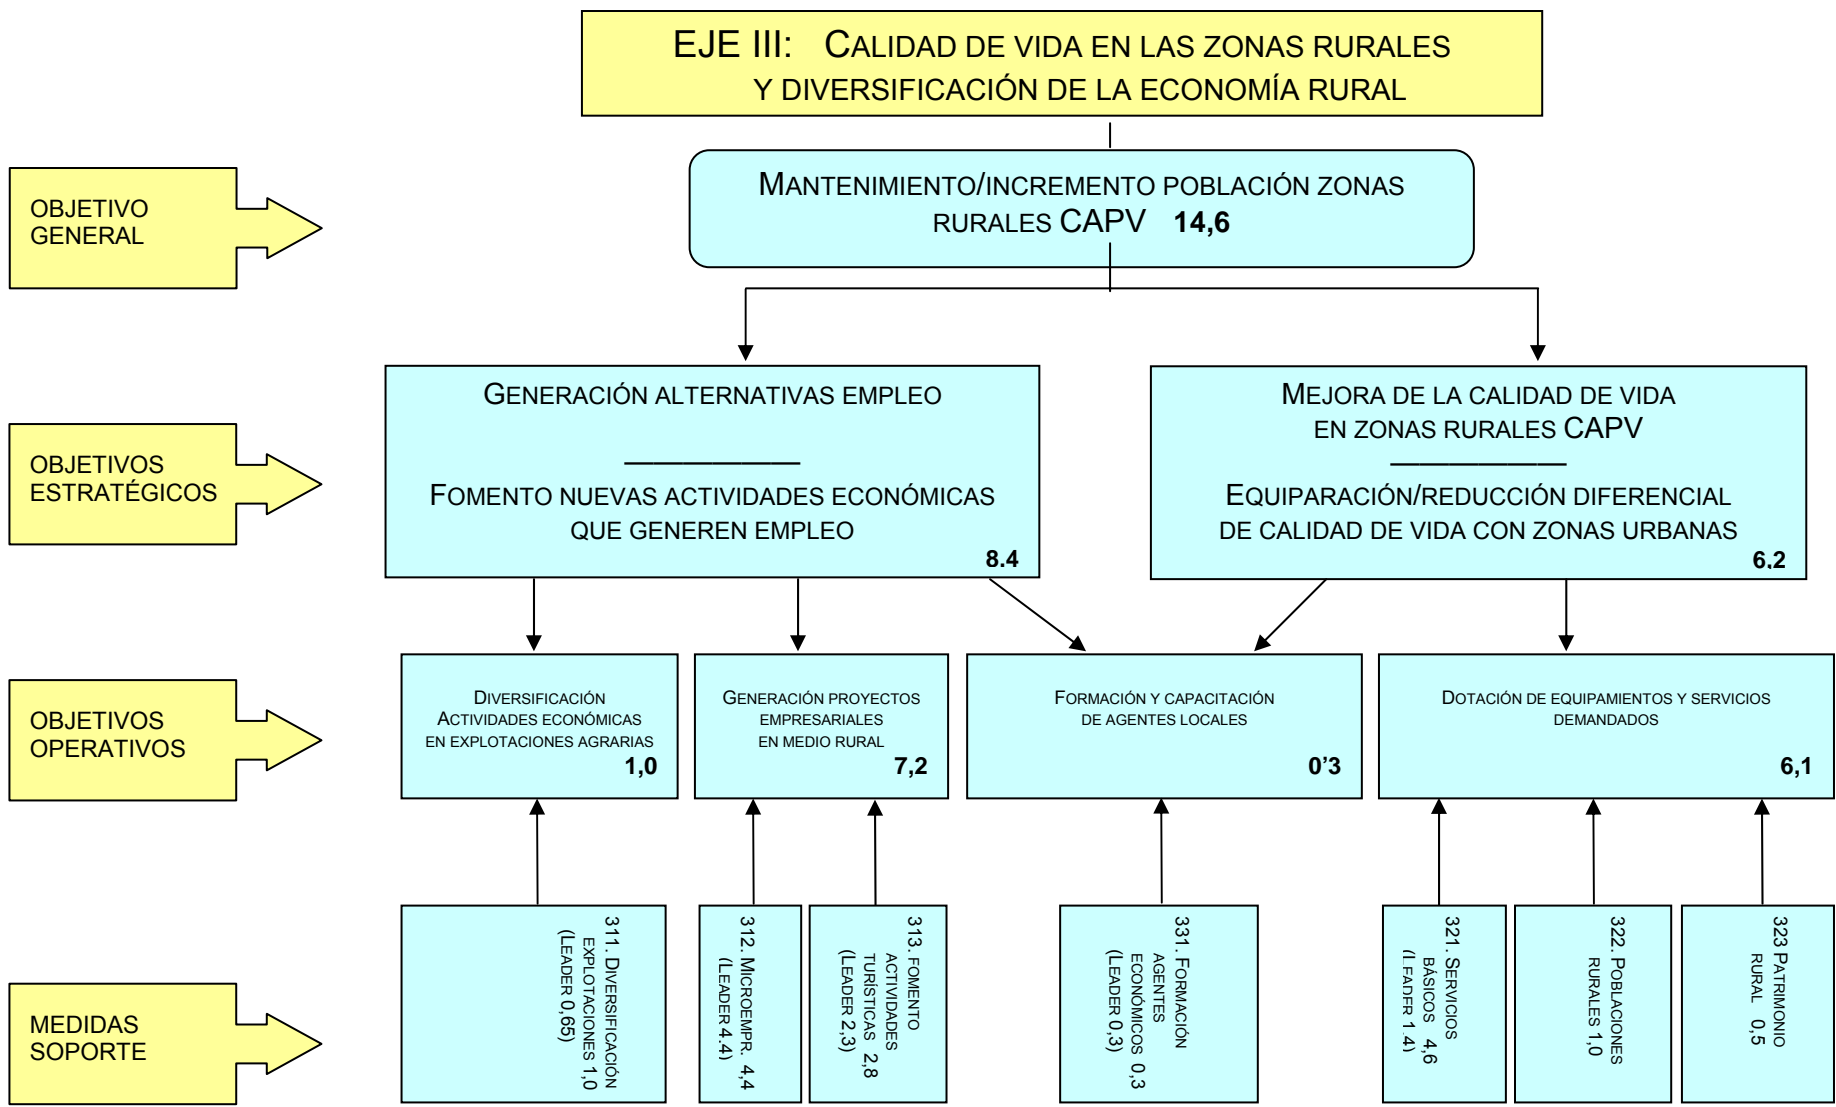 EJE III: CALIDAD DE VIDA EN LAS ZONAS RURALES
Y DIVERSIFICACIÓN DE LA ECONOMÍA RURAL
OBJETIVO
GENERAL
MANTENIMIENTO/INCREMENTO POBLACIÓN ZONAS
RURALES CAPV 14,6
OBJETIVOS
ESTRATÉGICOS
GENERACIÓN ALTERNATIVAS EMPLEO
FOMENTO NUEVAS ACTIVIDADES ECONÓMICAS
QUE GENEREN EMPLEO
8.4
MEJORA DE LA CALIDAD DE VIDA
EN ZONAS RURALES CAPV
EQUIPARACIÓN/REDUCCIÓN DIFERENCIAL
DE CALIDAD DE VIDA CON ZONAS URBANAS
6,2
OBJETIVOS
OPERATIVOS
DIVERSIFICACIÓN
ACTIVIDADES ECONÓMICAS
EN EXPLOTACIONES AGRARIAS
1,0
GENERACIÓN PROYECTOS
EMPRESARIALES
EN MEDIO RURAL
7,2
FORMACIÓN Y CAPACITACIÓN
DE AGENTES LOCALES
0'3
DOTACIÓN DE EQUIPAMIENTOS Y SERVICIOS
DEMANDADOS
6,1
MEDIDAS
SOPORTE
311. DIVERSIFICACIÓN
EXPLOTACIONES 1,0
(LEADER 0,65)
312. MICROEMPR. 4,4
(LEADER 4.4)
313. FOMENTO
ACTIVIDADES
TURÍSTICAS 2,8
(LEADER 2,3)
331. FORMACIÓN
AGENTES
ECONÓMICOS 0,3
(LEADER 0,3)
321. SERVICIOS
BÁSICOS 4,6
(LEADER 1.4)
322. POBLACIONES
RURALES 1,0
323 PATRIMONIO
RURAL 0,5